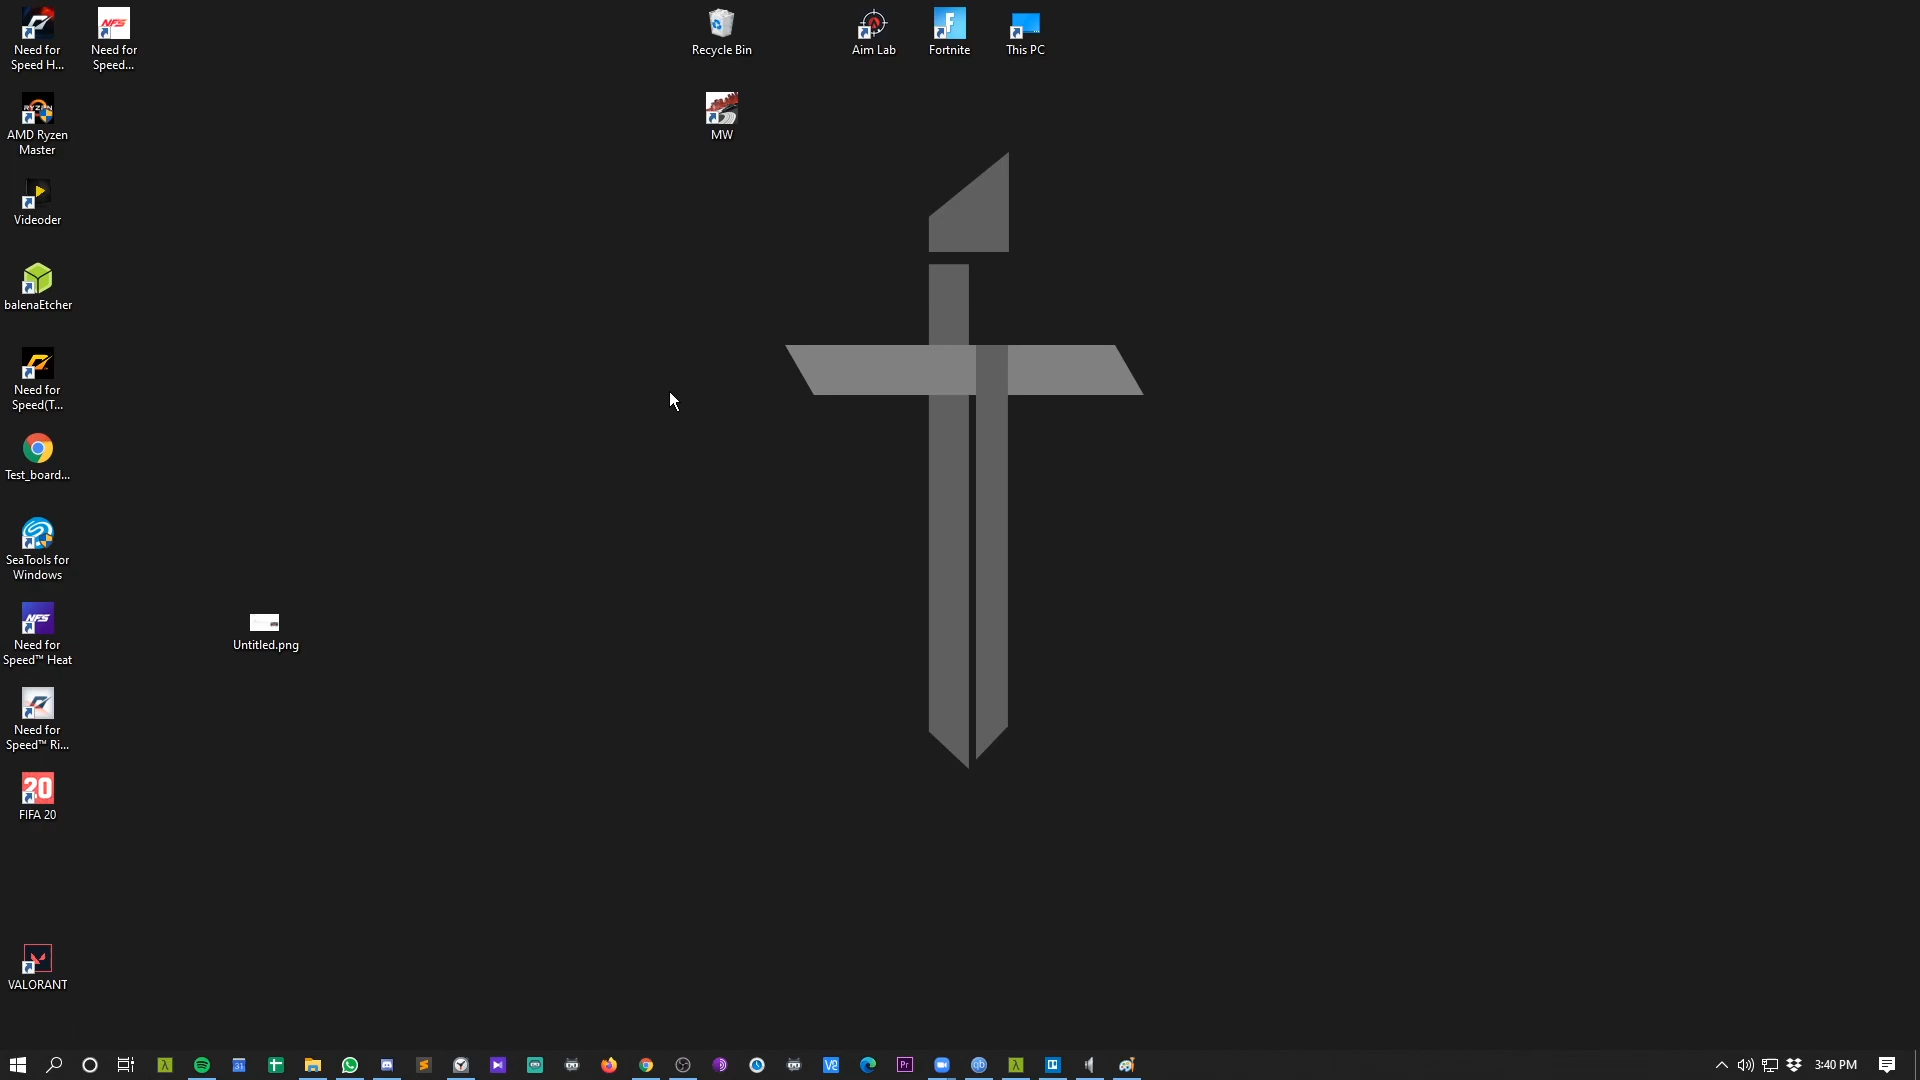 Need for
Speed H...
Need for
Speed...
Recycle Bin
Aim Lab
Fortnite
This PC
AMD Ryzen
Master
MW
Videoder
balenaEtcher
Need for
Speed(T...
Test_board...
SeaTools for
Windows
Need for
Speed™ Heat
Untitled.png
Need for
Speed™ Ri...
FIFA 20
VALORANT
3:40 PM